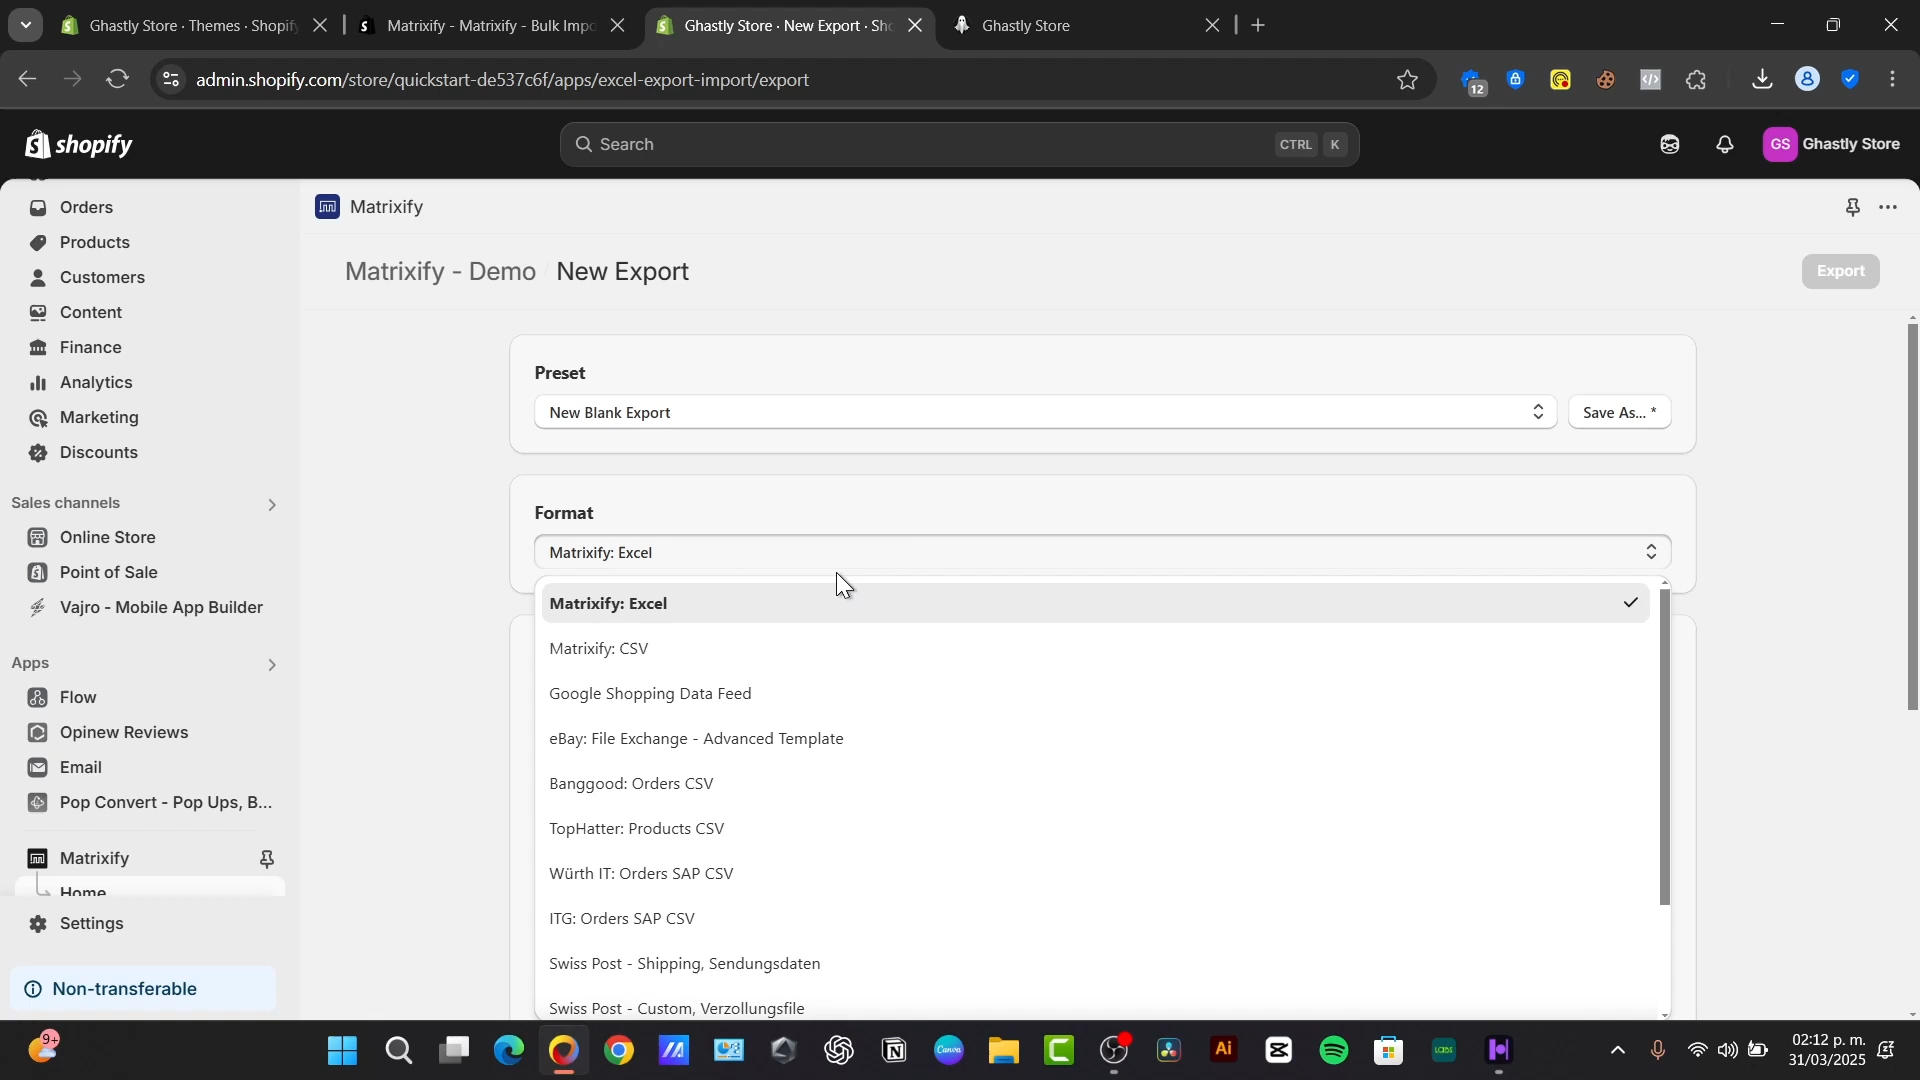 Ghastly Store · Themes · Shopify
Matrixify - Matrixify - Bulk Impo
Ghastly Store · New Export · Sho
Ghastly Store
admin.shopify.com/store/quickstart-de537c6f/apps/excel-export-import/export
12
shopify
Search
CTRL K
GS
Ghastly Store
Orders
Products
Customers
Content
Finance
Analytics
Marketing
Discounts
Sales channels
Online Store
Point of Sale
Vajro - Mobile App Builder
Apps
Flow
Opinew Reviews
Email
Pop Convert - Pop Ups, B...
Matrixify
Home
Settings
Non-transferable
Matrixify
Matrixify - Demo New Export
Export
Preset
New Blank Export
Save As... *
Format
Matrixify: Excel
Matrixify: Excel
Matrixify: CSV
Google Shopping Data Feed
eBay: File Exchange - Advanced Template
Banggood: Orders CSV
TopHatter: Products CSV
Würth IT: Orders SAP CSV
ITG: Orders SAP CSV
Swiss Post - Shipping, Sendungsdaten
Swiss Post - Custom, Verzollungsfile
9+
Canva
Ai
LABS
02:12 p. m.
31/03/2025